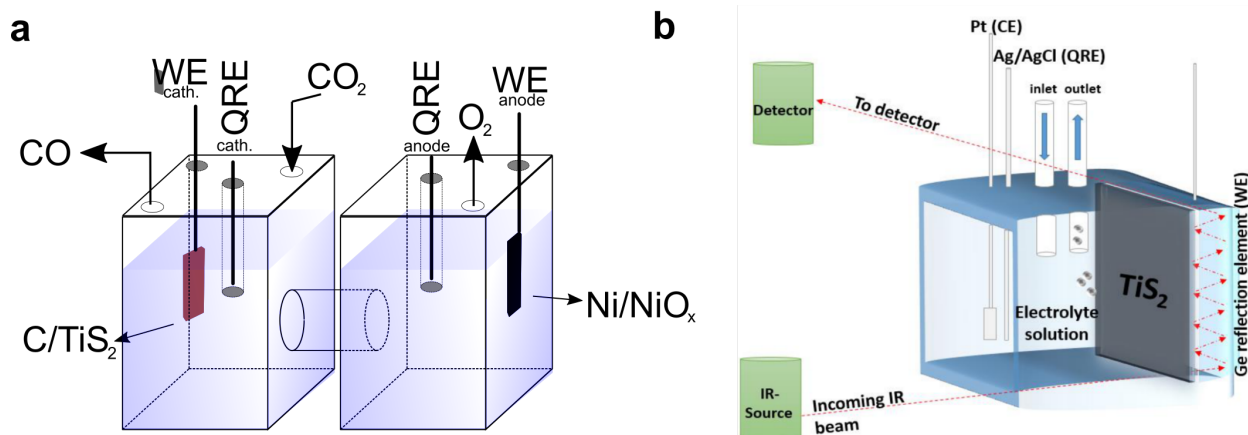 a
WE
cath.
QRE
cath.
CO₂
CO
C/TiS₂
QRE
anode
O₂
WE
anode
Ni/NiOₓ
b
Pt (CE)
Ag/AgCl (QRE)
inlet
outlet
Detector
To detector
TiS₂
Electrolyte
solution
Ge reflection element (WE)
IR-
Source
Incoming IR
beam